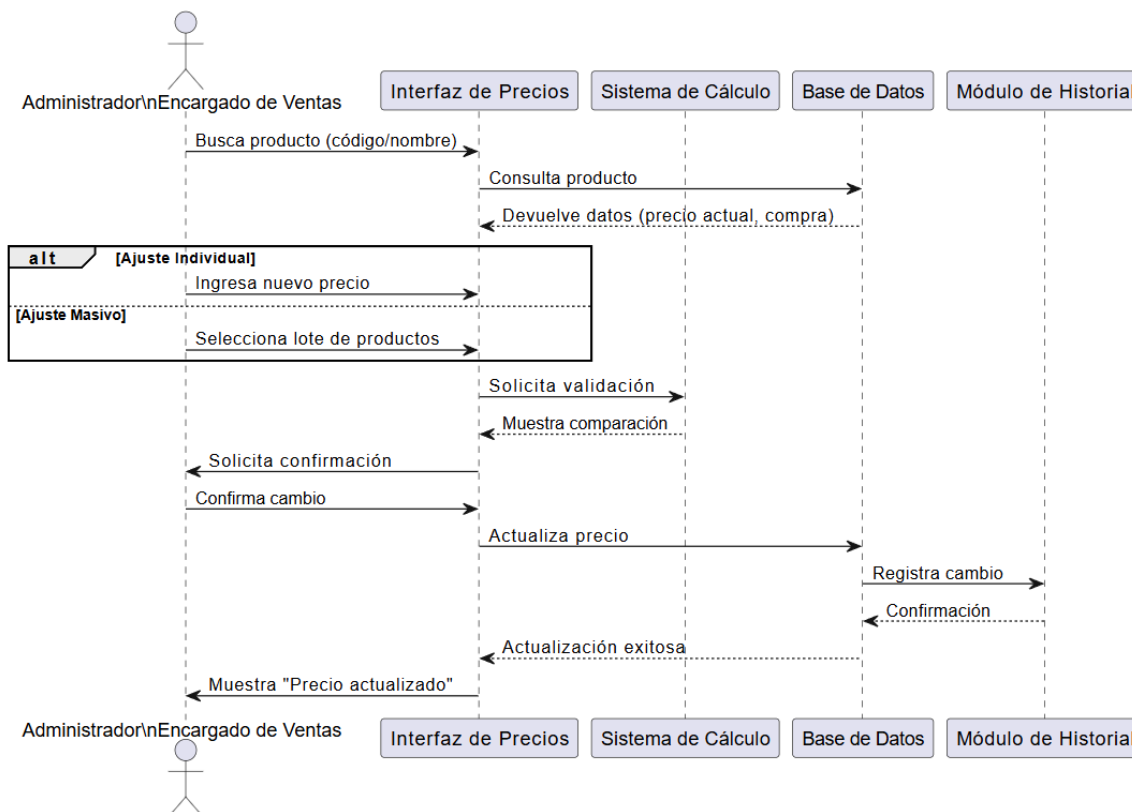 Administrador\nEncargado de Ventas
Interfaz de Precios
Sistema de Cálculo
Base de Datos
Módulo de Historial
Busca producto (código/nombre)
Consulta producto
Devuelve datos (precio actual, compra)
alt
[Ajuste Individual]
Ingresa nuevo precio
[Ajuste Masivo]
Selecciona lote de productos
Solicita validación
Muestra comparación
Solicita confirmación
Confirma cambio
Actualiza precio
Registra cambio
Confirmación
Actualización exitosa
Muestra "Precio actualizado"
Administrador\nEncargado de Ventas
Interfaz de Precios
Sistema de Cálculo
Base de Datos
Módulo de Historial